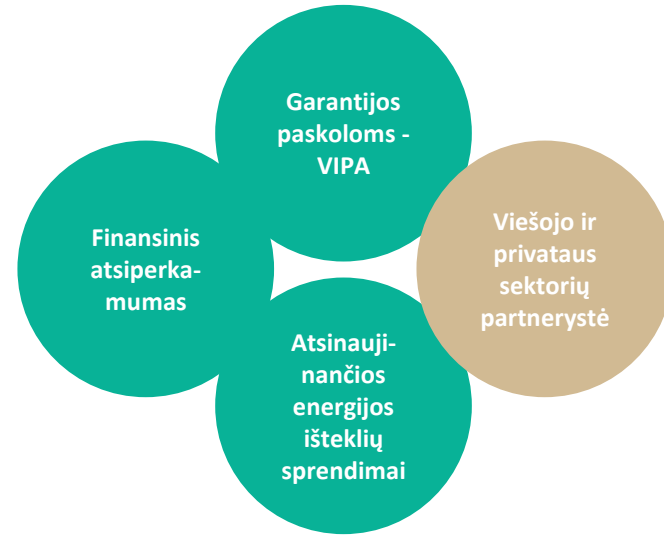 Garantijos
paskoloms -
VIPA
Finansinis
atsiperka-
mumas
Viešojo ir
privataus
sektorių
partnerystė
Atsinauji-
nančios
energijos
išteklių
sprendimai